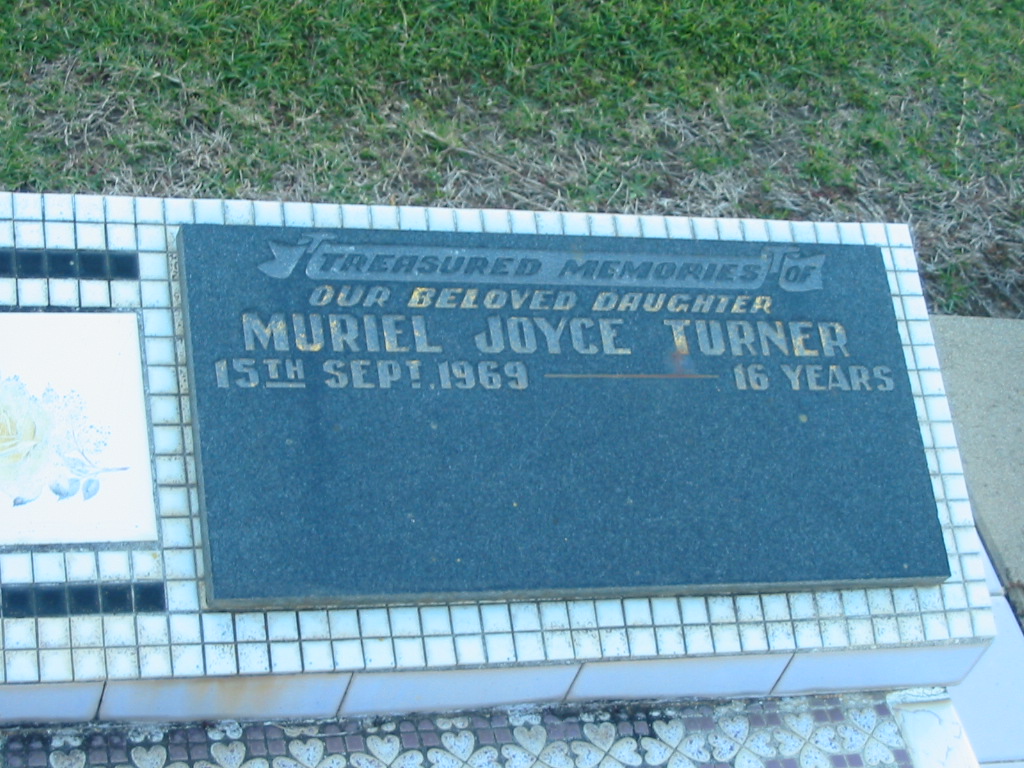 TREASURED MEMORIES OF
OUR BELOVED DAUGHTER
MURIEL JOYCE TURNER
15TH SEPT. 1969 — 16 YEARS